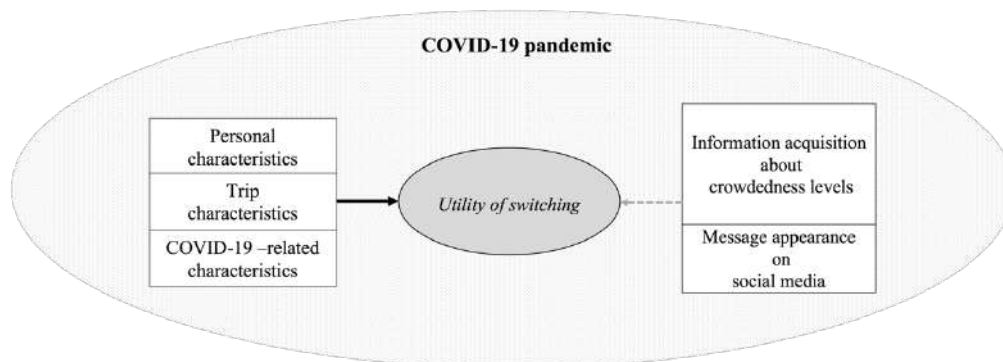 COVID-19 pandemic
Personal
characteristics
Trip
characteristics
COVID-19 –related
characteristics
Utility of switching
Information acquisition
about
crowdedness levels
Message appearance
on
social media